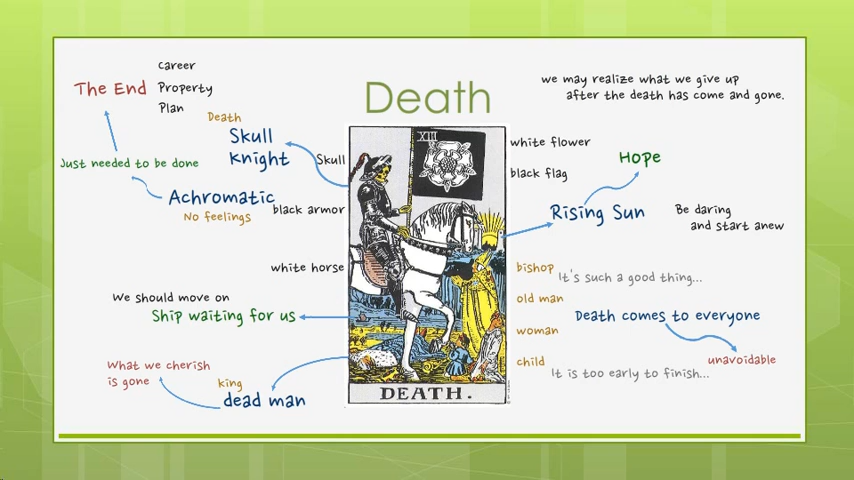 Death
The End
Career
Property
Plan
Death
Skull
knight
Skull
Just needed to be done
Achromatic
No feelings
black armor
white horse
We should move on
Ship waiting for us
What we cherish
is gone
king
dead man
XIII
DEATH.
we may realize what we give up
after the death has come and gone.
white flower
black flag
Hope
Rising Sun
Be daring
and start anew
bishop
It's such a good thing...
old man
Death comes to everyone
woman
unavoidable
child
It is too early to finish...